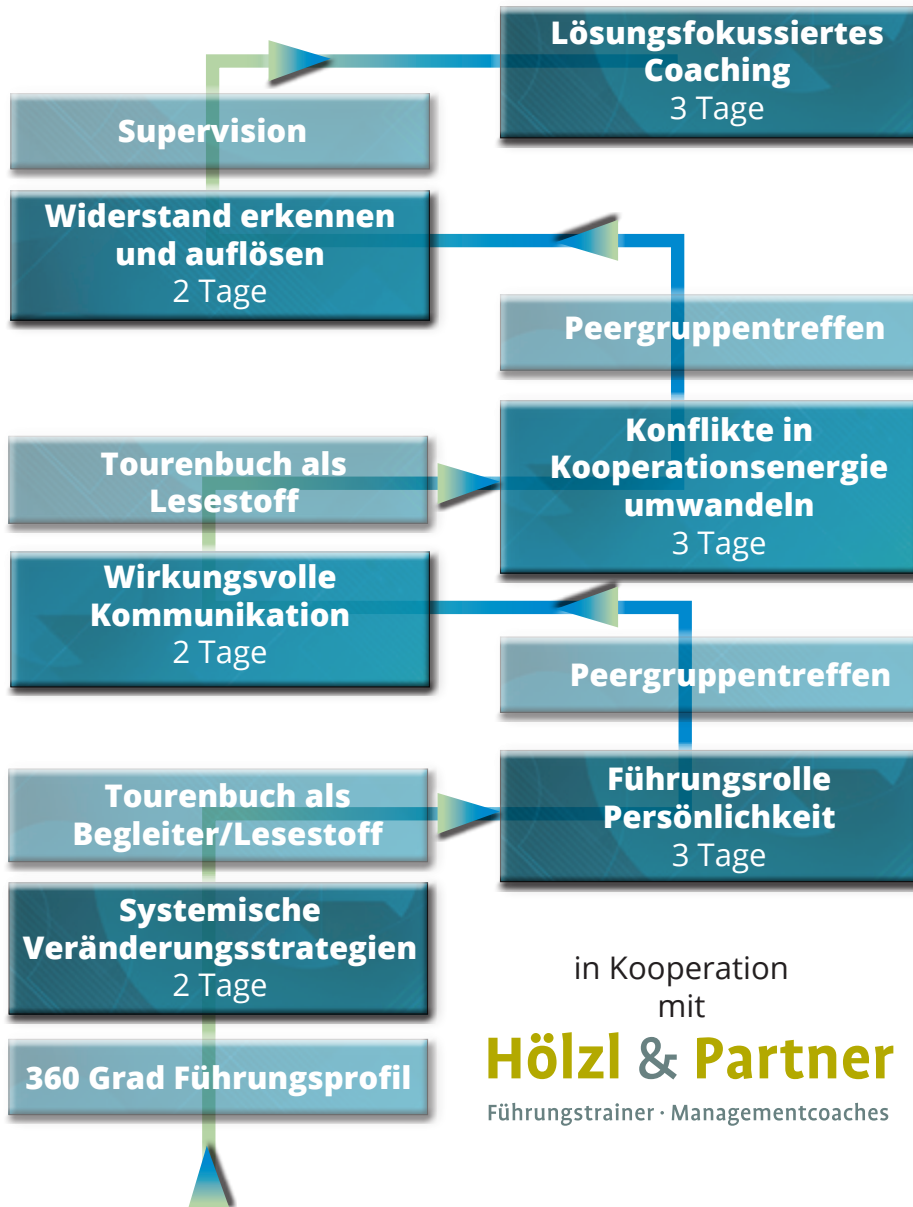 Lösungsfokussiertes
Coaching
3 Tage
Supervision
Widerstand erkennen
und auflösen
2 Tage
Peergruppentreffen
Konflikte in
Kooperationsenergie
umwandeln
3 Tage
Tourenbuch als
Lesestoff
Wirkungsvolle
Kommunikation
2 Tage
Peergruppentreffen
Führungsrolle
Persönlichkeit
3 Tage
Tourenbuch als
Begleiter/Lesestoff
Systemische
Veränderungsstrategien
2 Tage
360 Grad Führungsprofil
in Kooperation
mit
Hölzl & Partner
Führungstrainer · Managementcoaches